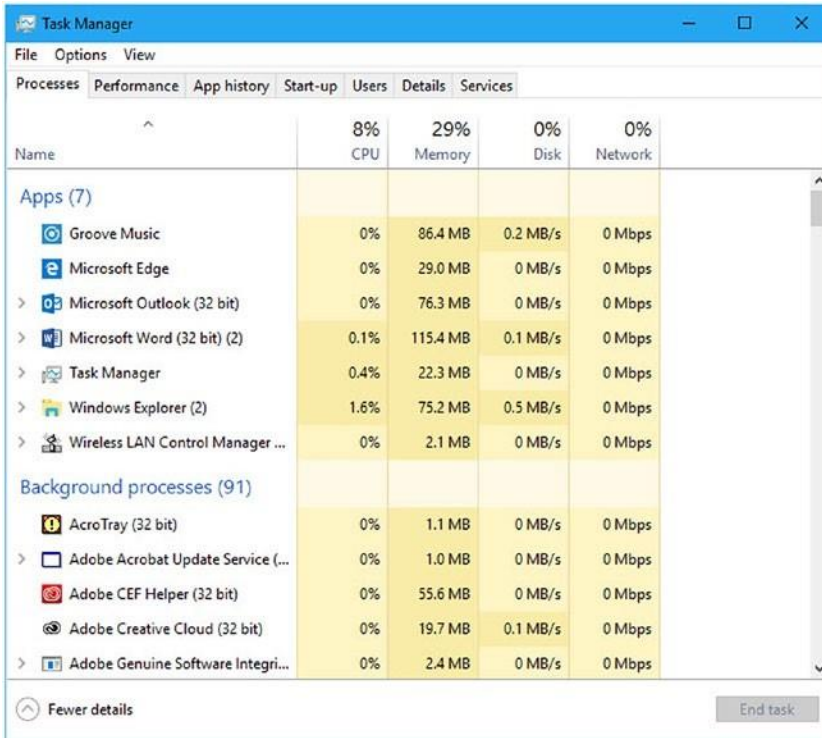 Task Manager
File Options View
Processes Performance App history Start-up Users Details Services
8% 29% 0% 0%
Name CPU Memory Disk Network
Apps (7)
Groove Music 0% 86.4 MB 0.2 MB/s 0 Mbps
Microsoft Edge 0% 29.0 MB 0 MB/s 0 Mbps
Microsoft Outlook (32 bit) 0% 76.3 MB 0 MB/s 0 Mbps
Microsoft Word (32 bit) (2) 0.1% 115.4 MB 0.1 MB/s 0 Mbps
Task Manager 0.4% 22.3 MB 0 MB/s 0 Mbps
Windows Explorer (2) 1.6% 75.2 MB 0.5 MB/s 0 Mbps
Wireless LAN Control Manager ... 0% 2.1 MB 0 MB/s 0 Mbps
Background processes (91)
AcroTray (32 bit) 0% 1.1 MB 0 MB/s 0 Mbps
Adobe Acrobat Update Service (... 0% 1.0 MB 0 MB/s 0 Mbps
Adobe CEF Helper (32 bit) 0% 55.6 MB 0 MB/s 0 Mbps
Adobe Creative Cloud (32 bit) 0% 19.7 MB 0.1 MB/s 0 Mbps
Adobe Genuine Software Integri... 0% 2.4 MB 0 MB/s 0 Mbps
Fewer details End task